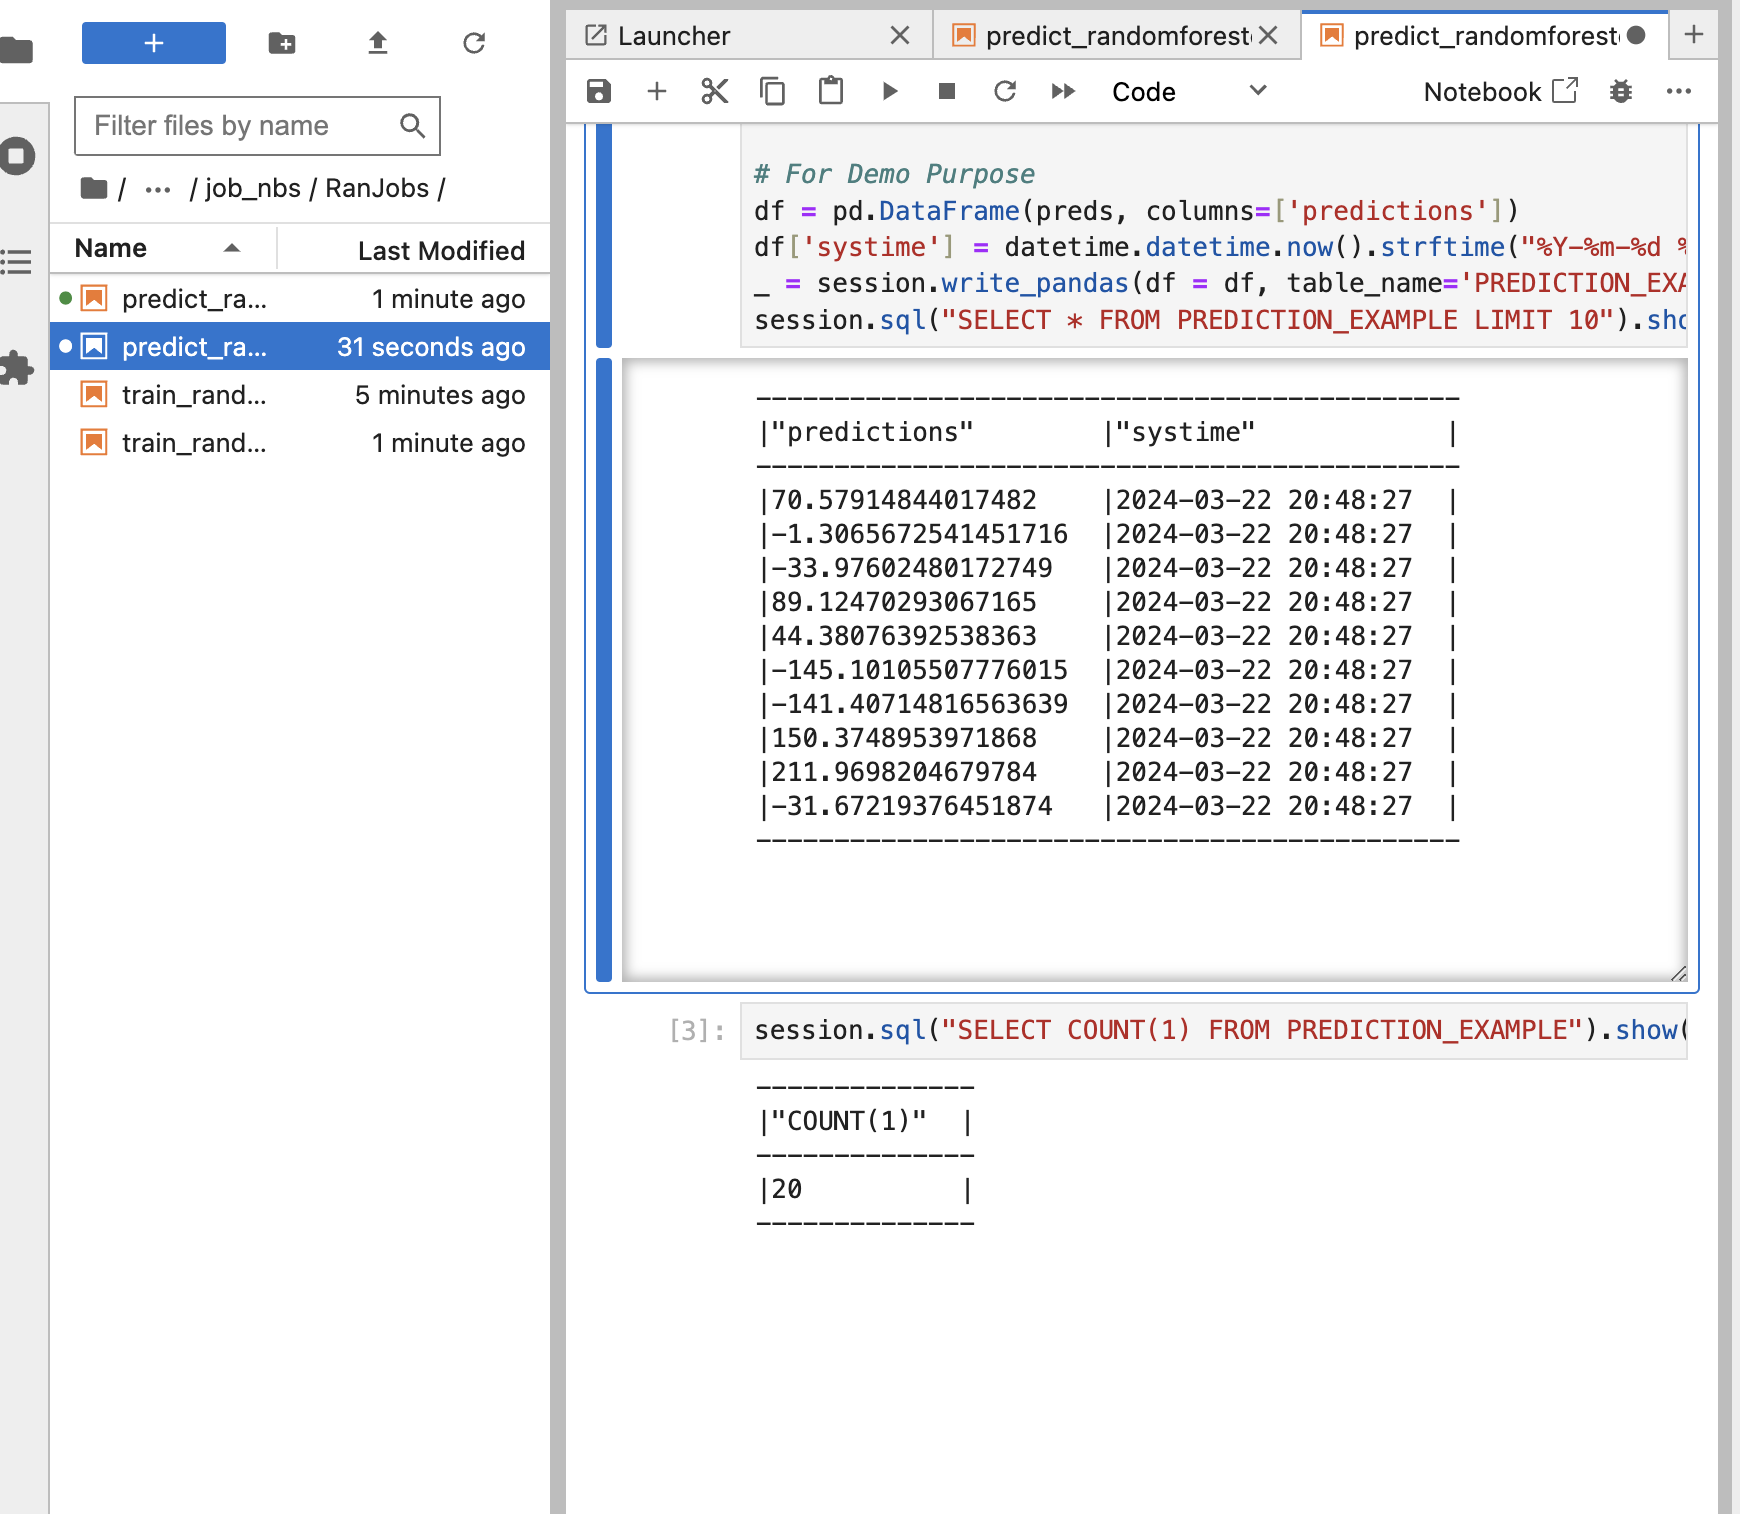 Launcher
predict_randomforest
predict_randomforest
Code
Notebook
Filter files by name
/ ... / job_nbs / RanJobs /
Name Last Modified
predict_ra... 1 minute ago
predict_ra... 31 seconds ago
train_rand... 5 minutes ago
train_rand... 1 minute ago
# For Demo Purpose
df = pd.DataFrame(preds, columns=['predictions'])
df['systime'] = datetime.datetime.now().strftime("%Y-%m-%d %
_ = session.write_pandas(df = df, table_name='PREDICTION_EXA
session.sql("SELECT * FROM PREDICTION_EXAMPLE LIMIT 10").sho
---------------------------------------------
|"predictions" |"systime" |
---------------------------------------------
|70.57914844017482 |2024-03-22 20:48:27 |
|-1.3065672541451716 |2024-03-22 20:48:27 |
|-33.97602480172749 |2024-03-22 20:48:27 |
|89.12470293067165 |2024-03-22 20:48:27 |
|44.38076392538363 |2024-03-22 20:48:27 |
|-145.10105507776015 |2024-03-22 20:48:27 |
|-141.40714816563639 |2024-03-22 20:48:27 |
|150.3748953971868 |2024-03-22 20:48:27 |
|211.9698204679784 |2024-03-22 20:48:27 |
|-31.67219376451874 |2024-03-22 20:48:27 |
---------------------------------------------
[3]: session.sql("SELECT COUNT(1) FROM PREDICTION_EXAMPLE").show(
--------------
|"COUNT(1)" |
--------------
|20 |
--------------